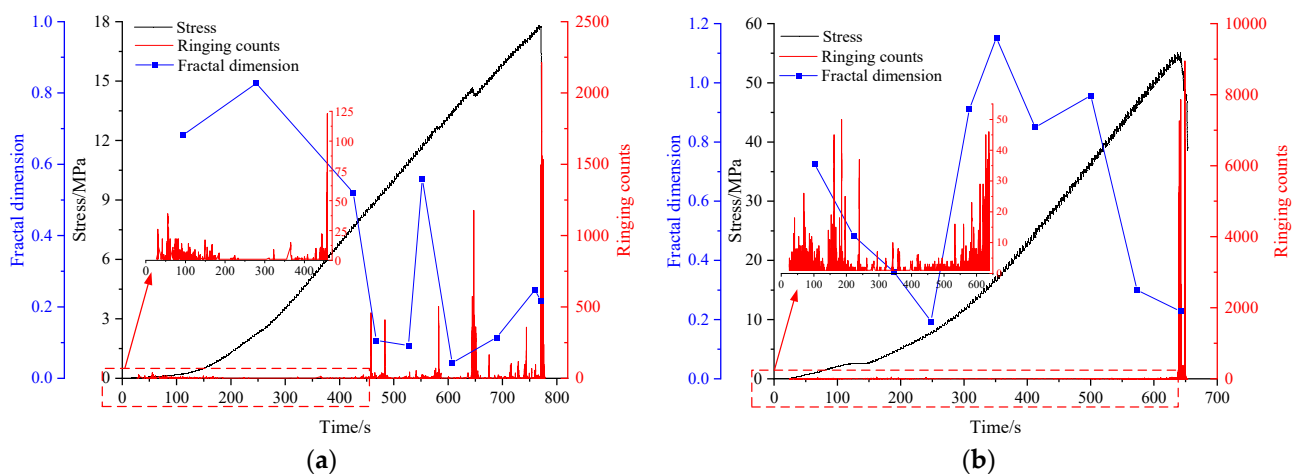 1.0
0.8
0.6
0.4
0.2
0.0
Fractal dimension
18
15
12
9
6
3
0
Stress/MPa
Stress
Ringing counts
Fractal dimension
125
100
75
50
25
0
0 100 200 300 400
2500
2000
1500
1000
500
0
Ringing counts
0 100 200 300 400 500 600 700 800
Time/s
(a)
1.2
1.0
0.8
0.6
0.4
0.2
0.0
Fractal dimension
60
50
40
30
20
10
0
Stress/MPa
Stress
Ringing counts
Fractal dimension
50
40
30
20
10
0
0 100 200 300 400 500 600
10000
8000
6000
4000
2000
0
Ringing counts
0 100 200 300 400 500 600 700
Time/s
(b)